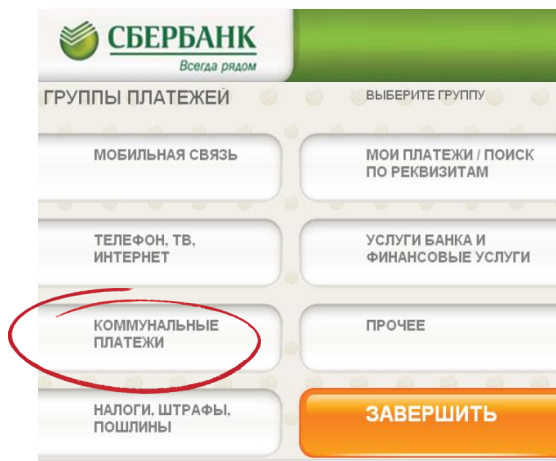 СБЕРБАНК
Всегда рядом
ГРУППЫ ПЛАТЕЖЕЙ
ВЫБЕРИТЕ ГРУППУ
МОБИЛЬНАЯ СВЯЗЬ
МОИ ПЛАТЕЖИ / ПОИСК
ПО РЕКВИЗИТАМ
ТЕЛЕФОН, ТВ,
ИНТЕРНЕТ
УСЛУГИ БАНКА И
ФИНАНСОВЫЕ УСЛУГИ
КОММУНАЛЬНЫЕ
ПЛАТЕЖИ
ПРОЧЕЕ
НАЛОГИ, ШТРАФЫ,
ПОШЛИНЫ
ЗАВЕРШИТЬ